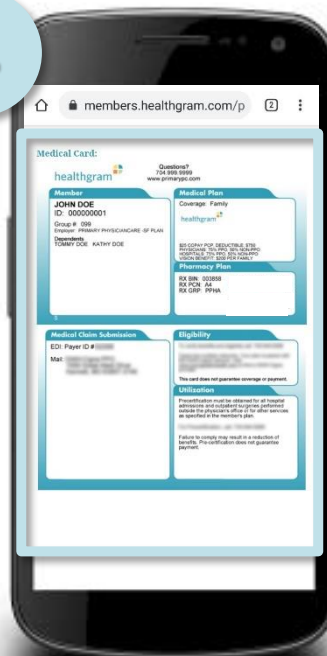 members.healthgram.com/p
2
Medical Card:
healthgram
Questions?
704 999 9999
www.primarypc.com
Member
JOHN DOE
ID: 000000001
Group #: 099
Employer: PRIMARY PHYSICIANCARE -SF PLAN
Dependents
TOMMY DOE KATHY DOE
Medical Plan
Coverage: Family
healthgram
$25 COPAY PCP, DEDUCTIBLE: $750
PHYSICIANS: 75% PPO, 50% NON-PPO
HOSPITALS: 75% PPO, 50% NON-PPO
VISION BENEFIT: $200 PER FAMILY
Pharmacy Plan
RX BIN: 003858
RX PCN: A4
RX GRP: PPHA
Medical Claim Submission
EDI: Payer ID #
Mail:
Eligibility
This card does not guarantee coverage or payment.
Utilization
Precertification must be obtained for all hospital
admissions and outpatient surgeries performed
outside the physician's office or for other services
as specified in the member's plan.
Failure to comply may result in a reduction of
benefits. Pre-certification does not guarantee
payment.